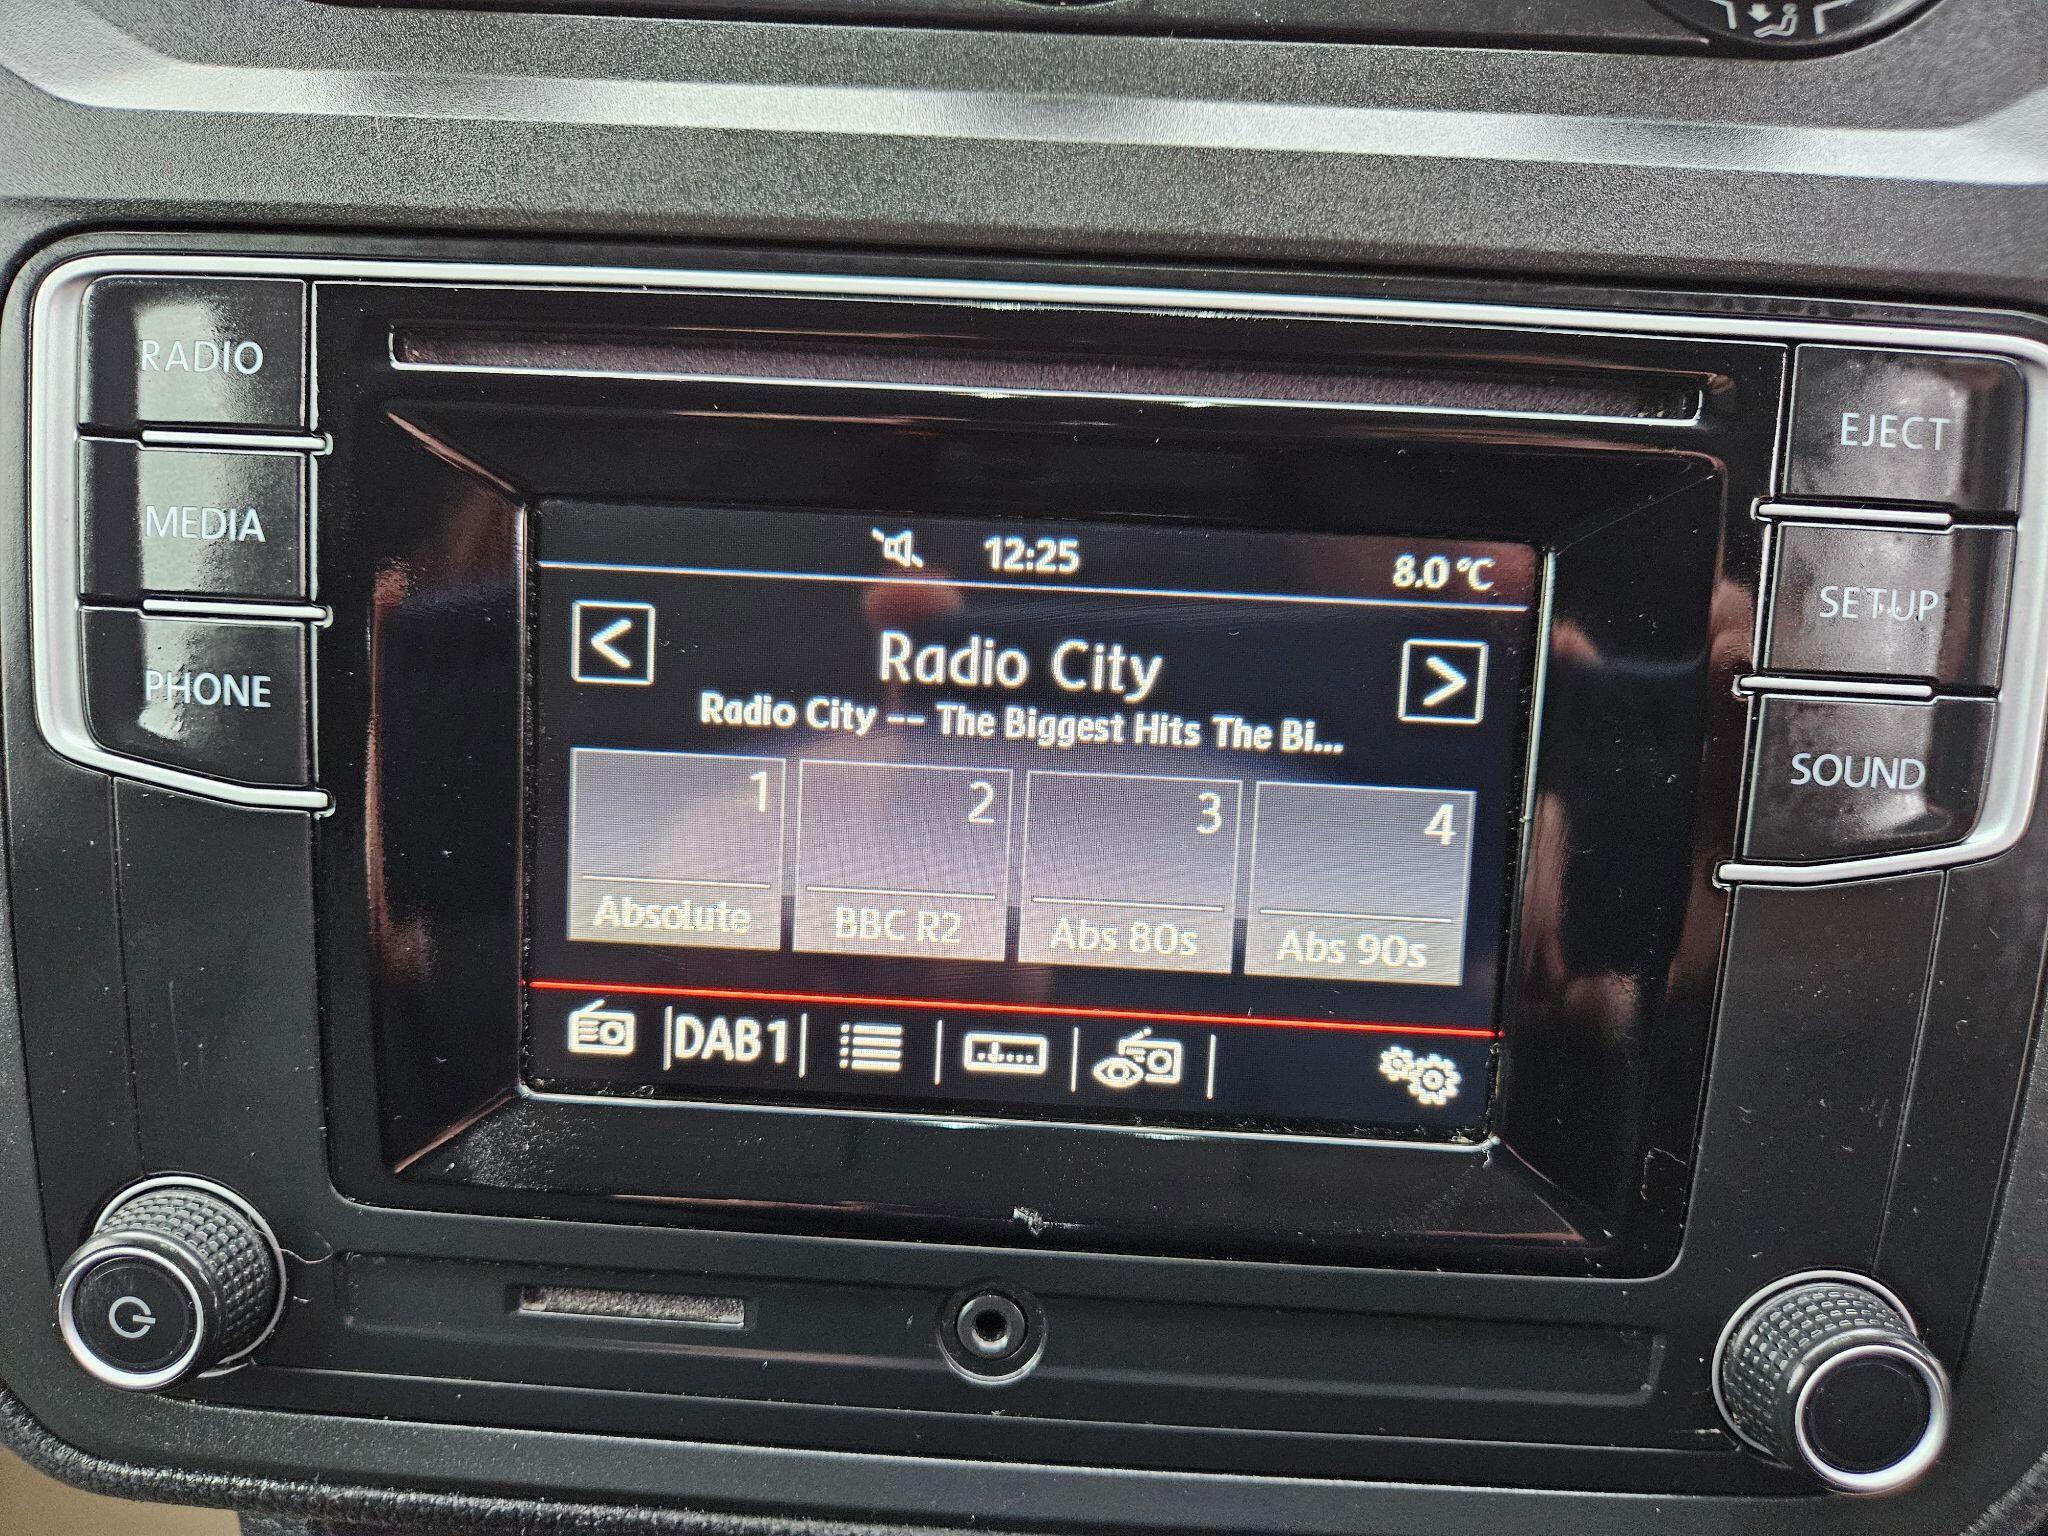 RADIO
MEDIA
PHONE
EJECT
SETUP
SOUND
12:25
8.0 °C
<
Radio City
>
Radio City -- The Biggest Hits The Bi...
1
2
3
4
Absolute
BBC R2
Abs 80s
Abs 90s
DAB1